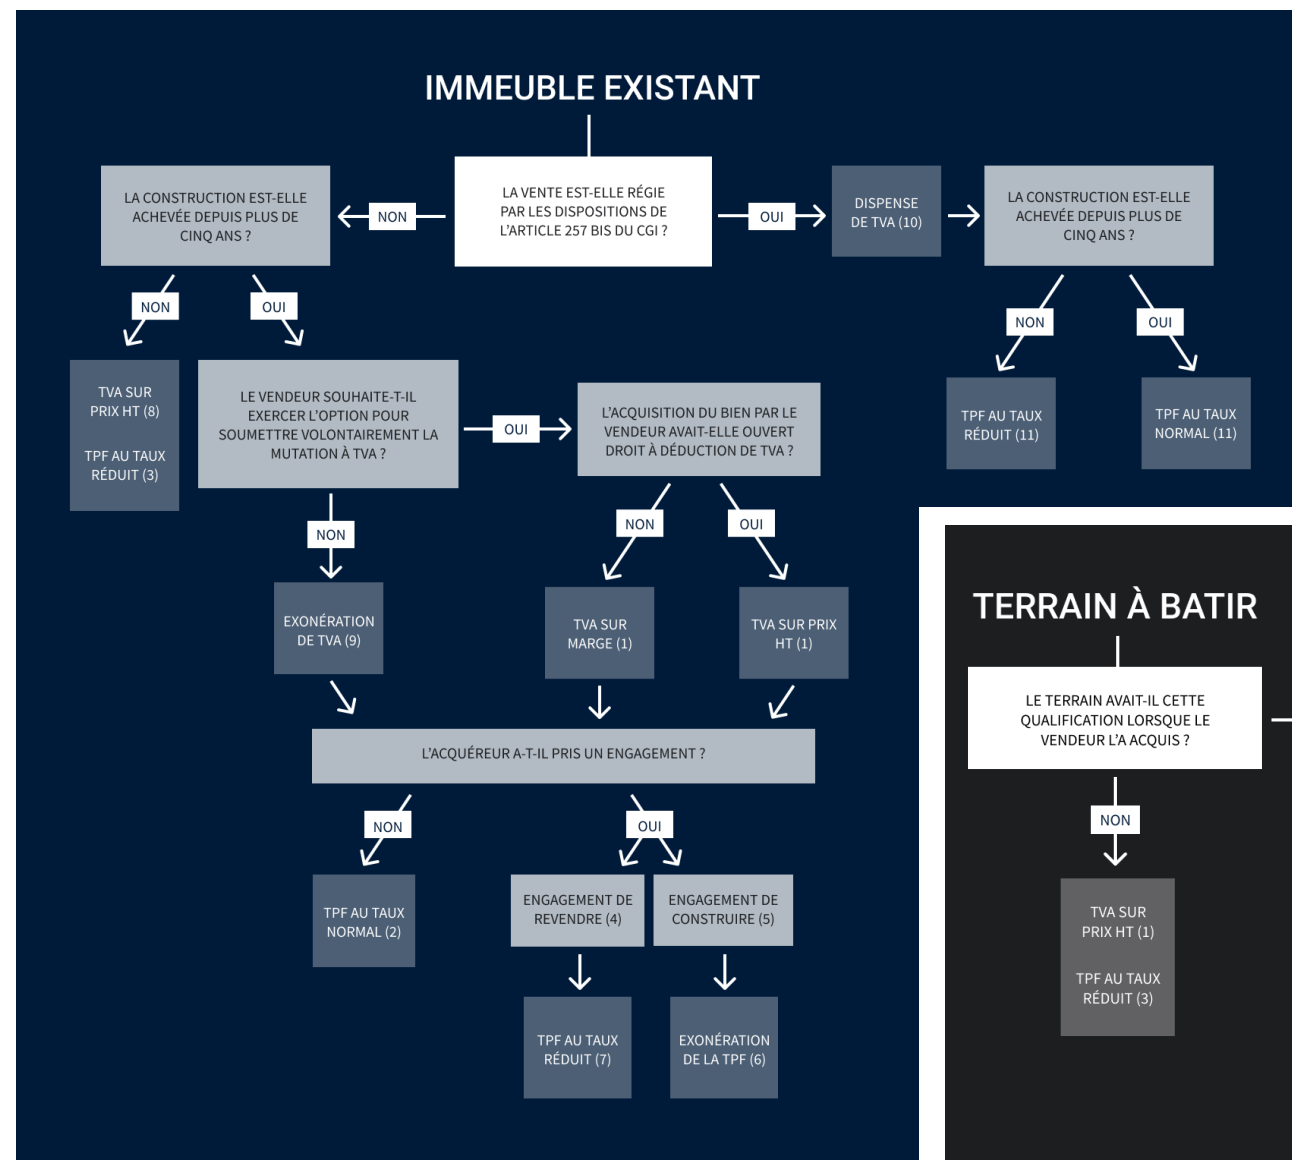 IMMEUBLE EXISTANT
LA VENTE EST-ELLE RÉGIE
PAR LES DISPOSITIONS DE
L'ARTICLE 257 BIS DU CGI ?
NON
OUI
LA CONSTRUCTION EST-ELLE
ACHEVÉE DEPUIS PLUS DE
CINQ ANS ?
DISPENSE
DE TVA (10)
LA CONSTRUCTION EST-ELLE
ACHEVÉE DEPUIS PLUS DE
CINQ ANS ?
NON
OUI
NON
OUI
TVA SUR
PRIX HT (8)
TPF AU TAUX
RÉDUIT (3)
LE VENDEUR SOUHAITE-T-IL
EXERCER L'OPTION POUR
SOUMETTRE VOLONTAIREMENT LA
MUTATION À TVA ?
OUI
L'ACQUISITION DU BIEN PAR LE
VENDEUR AVAIT-ELLE OUVERT
DROIT À DÉDUCTION DE TVA ?
TPF AU TAUX
RÉDUIT (11)
TPF AU TAUX
NORMAL (11)
NON
NON
OUI
EXONÉRATION
DE TVA (9)
TVA SUR
MARGE (1)
TVA SUR PRIX
HT (1)
L'ACQUÉREUR A-T-IL PRIS UN ENGAGEMENT ?
NON
OUI
TPF AU TAUX
NORMAL (2)
ENGAGEMENT DE
REVENDRE (4)
ENGAGEMENT DE
CONSTRUIRE (5)
TPF AU TAUX
RÉDUIT (7)
EXONÉRATION
DE LA TPF (6)
TERRAIN À BATIR
LE TERRAIN AVAIT-IL CETTE
QUALIFICATION LORSQUE LE
VENDEUR L'A ACQUIS ?
NON
TVA SUR
PRIX HT (1)
TPF AU TAUX
RÉDUIT (3)